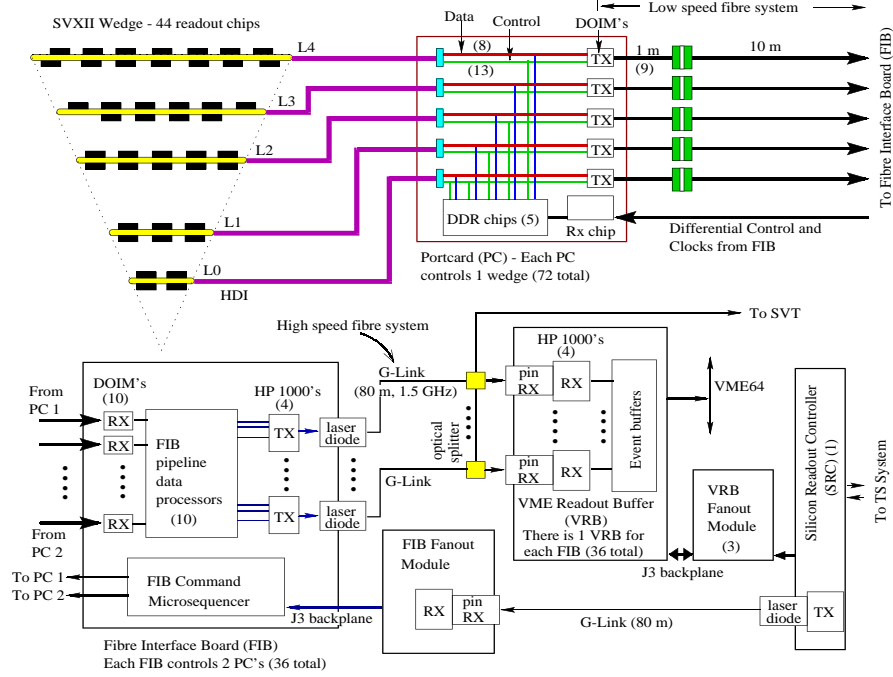 SVXII Wedge - 44 readout chips
Data
Control
DOIM's
Low speed fibre system
L4
(8)
(13)
TX
1 m
(9)
10 m
L3
TX
L2
TX
TX
L1
TX
L0
HDI
DDR chips (5)
Rx chip
Differential Control and
Clocks from FIB
To Fibre Interface Board (FIB)
Portcard (PC) - Each PC
controls 1 wedge (72 total)
High speed fibre system
To SVT
From
PC 1
DOIM's
(10)
RX
RX
RX
From
PC 2
FIB
pipeline
data
processors
(10)
HP 1000's
(4)
TX
TX
laser
diode
laser
diode
G-Link
(80 m, 1.5 GHz)
G-Link
optical
splitter
HP 1000's
(4)
pin
RX
RX
pin
RX
RX
Event buffers
VME Readout Buffer
(VRB)
There is 1 VRB for
each FIB (36 total)
VME64
VRB
Fanout
Module
(3)
J3 backplane
Silicon Readout Controller
(SRC) (1)
To TS System
To PC 1
To PC 2
FIB Command
Microsequencer
J3 backplane
FIB Fanout
Module
RX
pin
RX
G-Link (80 m)
laser
diode
TX
Fibre Interface Board (FIB)
Each FIB controls 2 PC's (36 total)